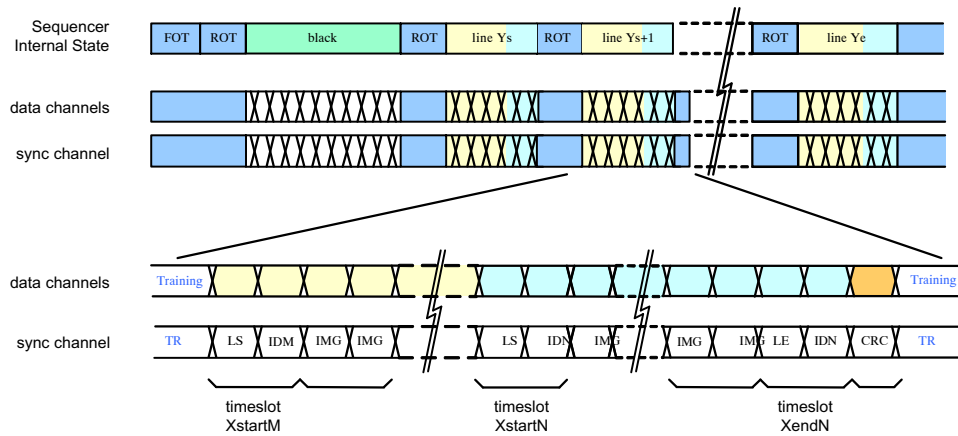 Sequencer
Internal State
FOT ROT black ROT line Ys ROT line Ys+1 ROT line Ye
data channels
sync channel
data channels
Training Training
sync channel
TR LS IDM IMG IMG LS IDN IMG IMG IMG LE IDN CRC TR
timeslot timeslot timeslot
XstartM XstartN XendN